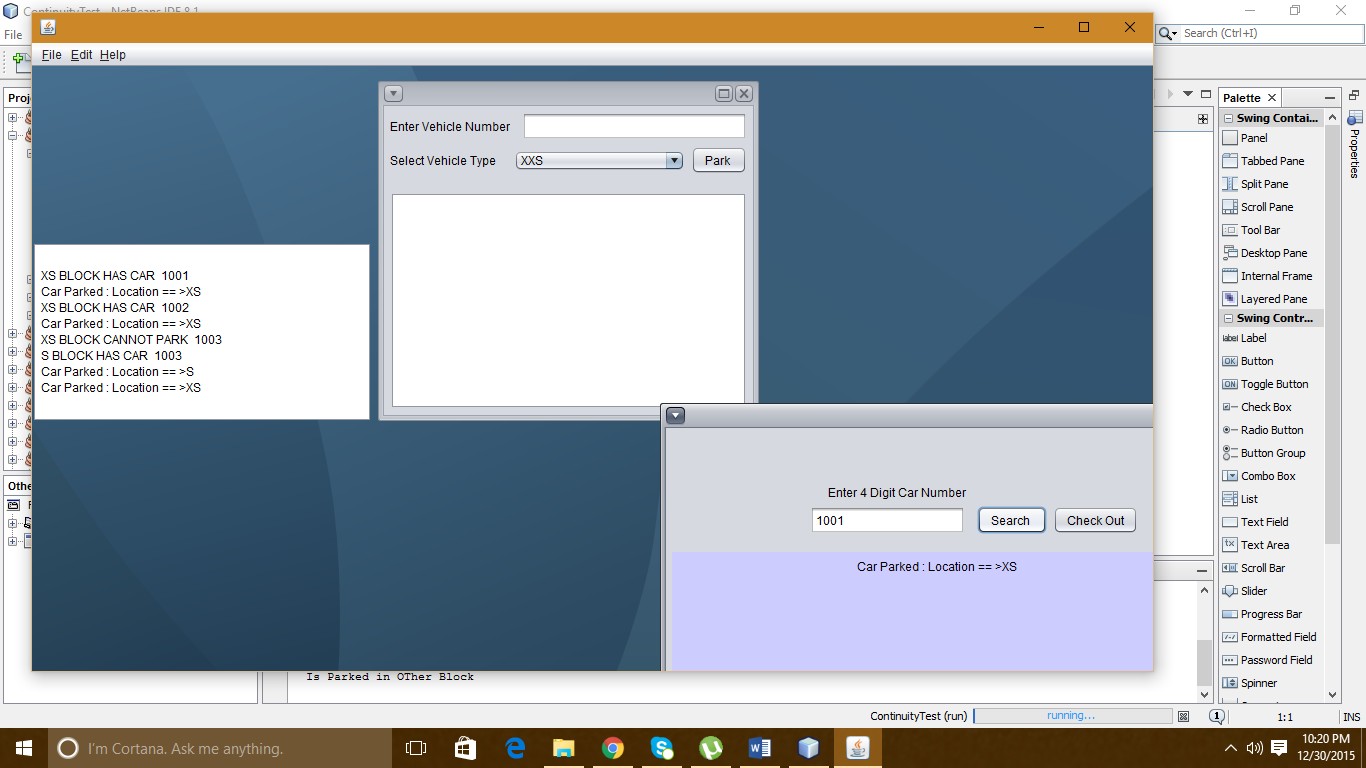 ContinuityTest - NetBeans IDE 8.1
File
Search (Ctrl+I)
File Edit Help
Enter Vehicle Number
Select Vehicle Type XXS Park
XS BLOCK HAS CAR 1001
Car Parked : Location == >XS
XS BLOCK HAS CAR 1002
Car Parked : Location == >XS
XS BLOCK CANNOT PARK 1003
S BLOCK HAS CAR 1003
Car Parked : Location == >S
Car Parked : Location == >XS
Enter 4 Digit Car Number
1001 Search Check Out
Car Parked : Location == >XS
Is Parked in OTher Block
Palette
Swing Contai...
Panel
Tabbed Pane
Split Pane
Scroll Pane
Tool Bar
Desktop Pane
Internal Frame
Layered Pane
Swing Contr...
label Label
OK Button
ON Toggle Button
Check Box
Radio Button
Button Group
Combo Box
List
Text Field
tx Text Area
Scroll Bar
Slider
Progress Bar
Formatted Field
Password Field
Spinner
Properties
ContinuityTest (run) running... 1 1:1 INS
I'm Cortana. Ask me anything.
10:20 PM
12/30/2015